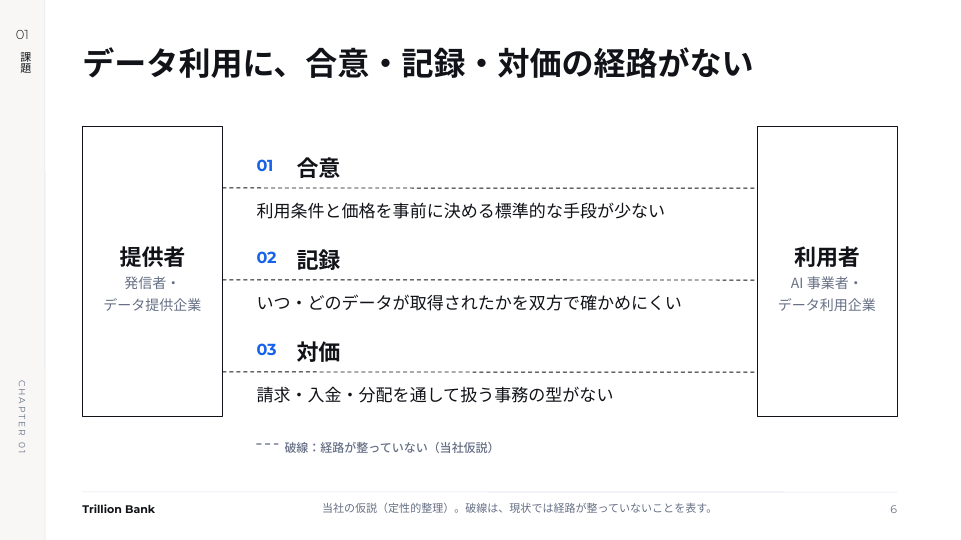 01
課題
データ利用に、合意・記録・対価の経路がない
提供者
発信者・
データ提供企業
01 合意
利用条件と価格を事前に決める標準的な手段が少ない
02 記録
いつ・どのデータが取得されたかを双方で確かめにくい
03 対価
請求・入金・分配を通して扱う事務の型がない
利用者
AI 事業者・
データ利用企業
破線：経路が整っていない（当社仮説）
CHAPTER 01
Trillion Bank
当社の仮説（定性的整理）。破線は、現状では経路が整っていないことを表す。
6